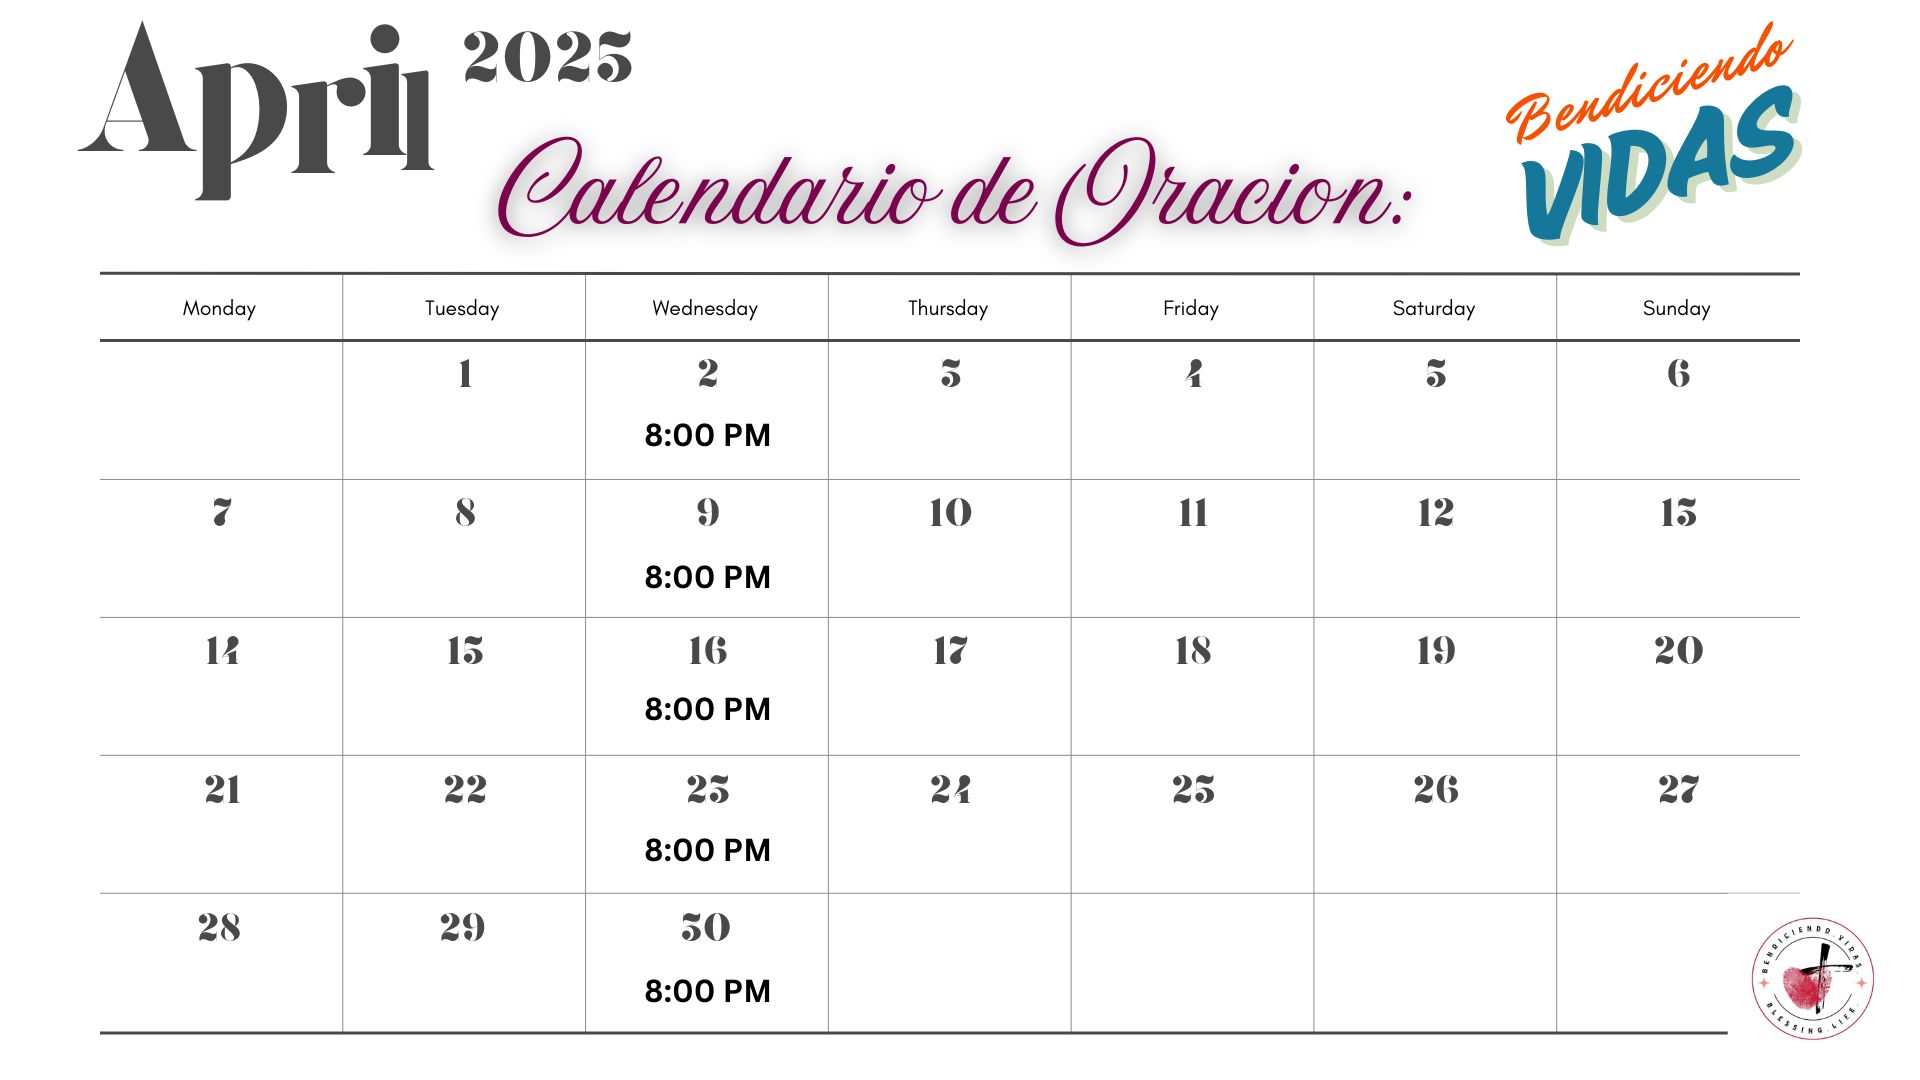 April 2025
Bendiciendo
VIDAS
Calendario de Oracion:
Monday Tuesday Wednesday Thursday Friday Saturday Sunday
1 2 3 4 5 6
8:00 PM
7 8 9 10 11 12 13
8:00 PM
14 15 16 17 18 19 20
8:00 PM
21 22 23 24 25 26 27
8:00 PM
28 29 30
8:00 PM
BENDICIENDO.VIDAS.
BLESSING.LIFE.